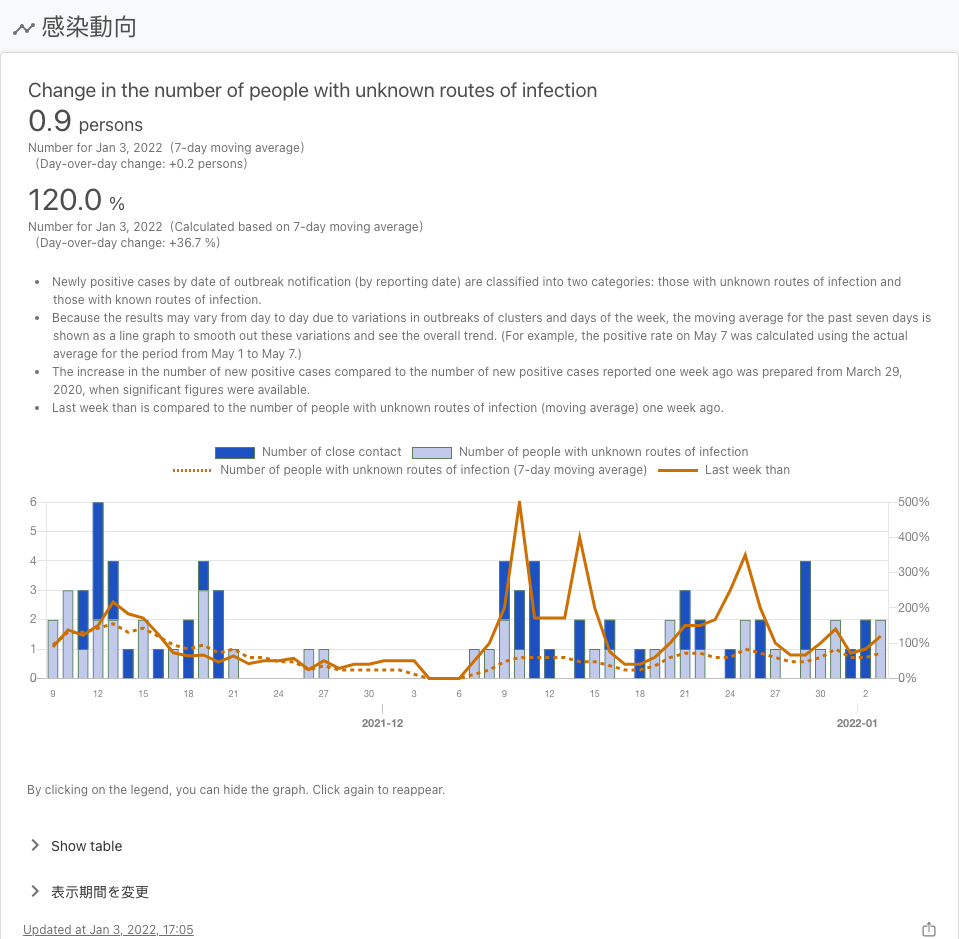 感染動向
Change in the number of people with unknown routes of infection
0.9 persons
Number for Jan 3, 2022 (7-day moving average)
(Day-over-day change: +0.2 persons)
120.0 %
Number for Jan 3, 2022 (Calculated based on 7-day moving average)
(Day-over-day change: +36.7 %)
• Newly positive cases by date of outbreak notification (by reporting date) are classified into two categories: those with unknown routes of infection and
those with known routes of infection.
• Because the results may vary from day to day due to variations in outbreaks of clusters and days of the week, the moving average for the past seven days is
shown as a line graph to smooth out these variations and see the overall trend. (For example, the positive rate on May 7 was calculated using the actual
average for the period from May 1 to May 7.)
• The increase in the number of new positive cases compared to the number of new positive cases reported one week ago was prepared from March 29,
2020, when significant figures were available.
• Last week than is compared to the number of people with unknown routes of infection (moving average) one week ago.
Number of close contact Number of people with unknown routes of infection
Number of people with unknown routes of infection (7-day moving average) Last week than
6 500%
5 400%
4 300%
3
2 200%
1 100%
0 0%
9 12 15 18 21 24 27 30 3 6 9 12 15 18 21 24 27 30 2
2021-12 2022-01
By clicking on the legend, you can hide the graph. Click again to reappear.
Show table
表示期間を変更
Updated at Jan 3, 2022, 17:05